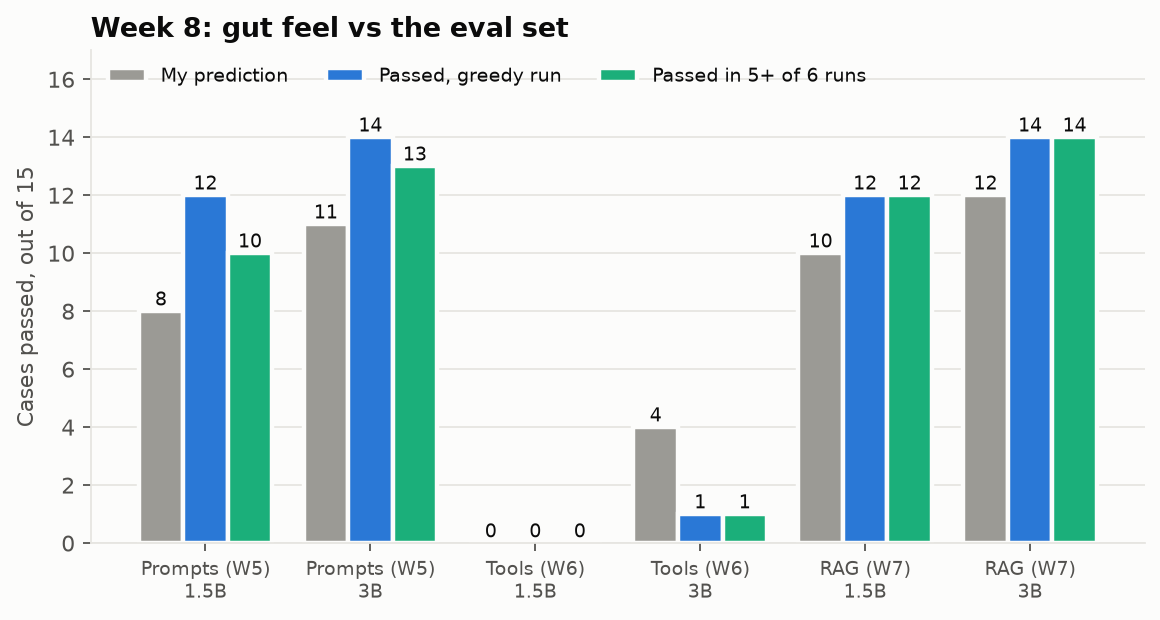 Week 8: gut feel vs the eval set
My prediction
Passed, greedy run
Passed in 5+ of 6 runs
Cases passed, out of 15
16
14
12
10
8
6
4
2
0
8
12
10
11
14
13
0
0
0
4
1
1
10
12
12
12
14
14
Prompts (W5)
1.5B
Prompts (W5)
3B
Tools (W6)
1.5B
Tools (W6)
3B
RAG (W7)
1.5B
RAG (W7)
3B